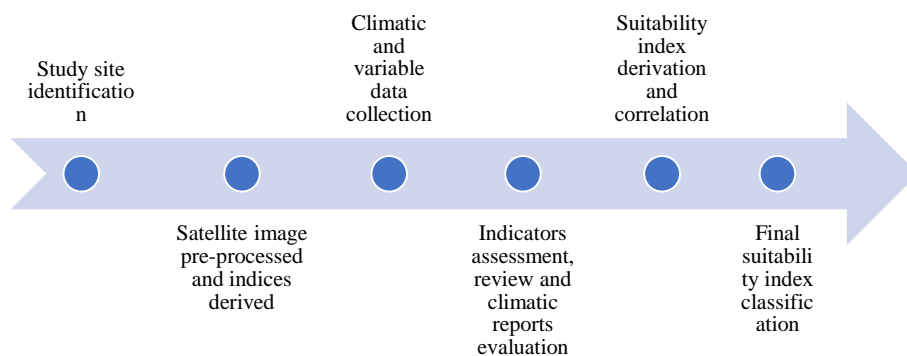 Study site
identificatio
n
Satellite image
pre-processed
and indices
derived
Climatic
and
variable
data
collection
Indicators
assessment,
review and
climatic
reports
evaluation
Suitability
index
derivation
and
correlation
Final
suitabili
ty index
classific
ation